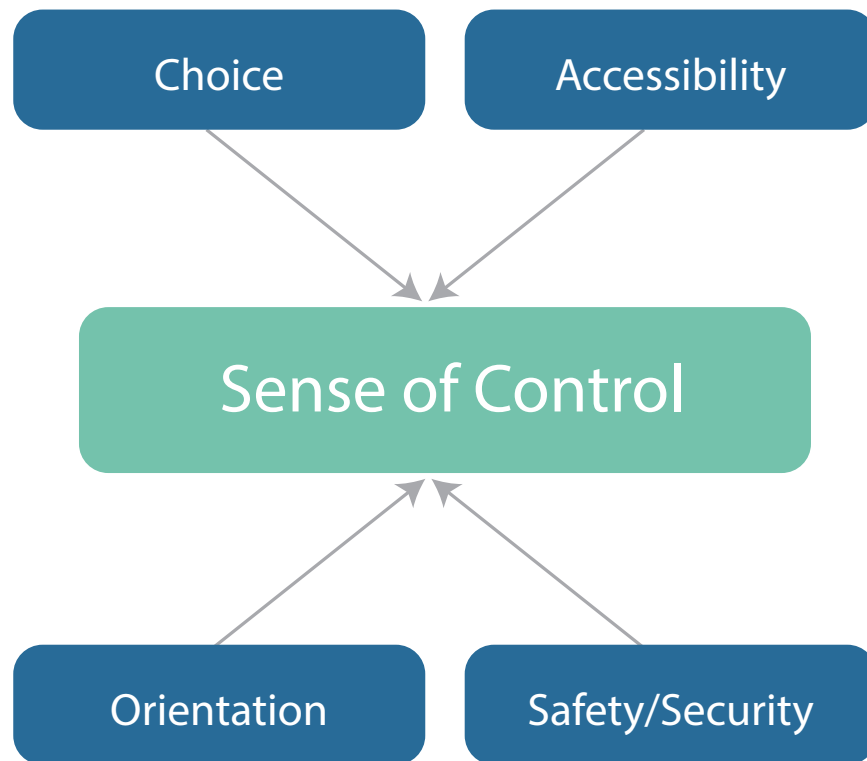 Choice
Accessibility
Sense of Control
Orientation
Safety/Security